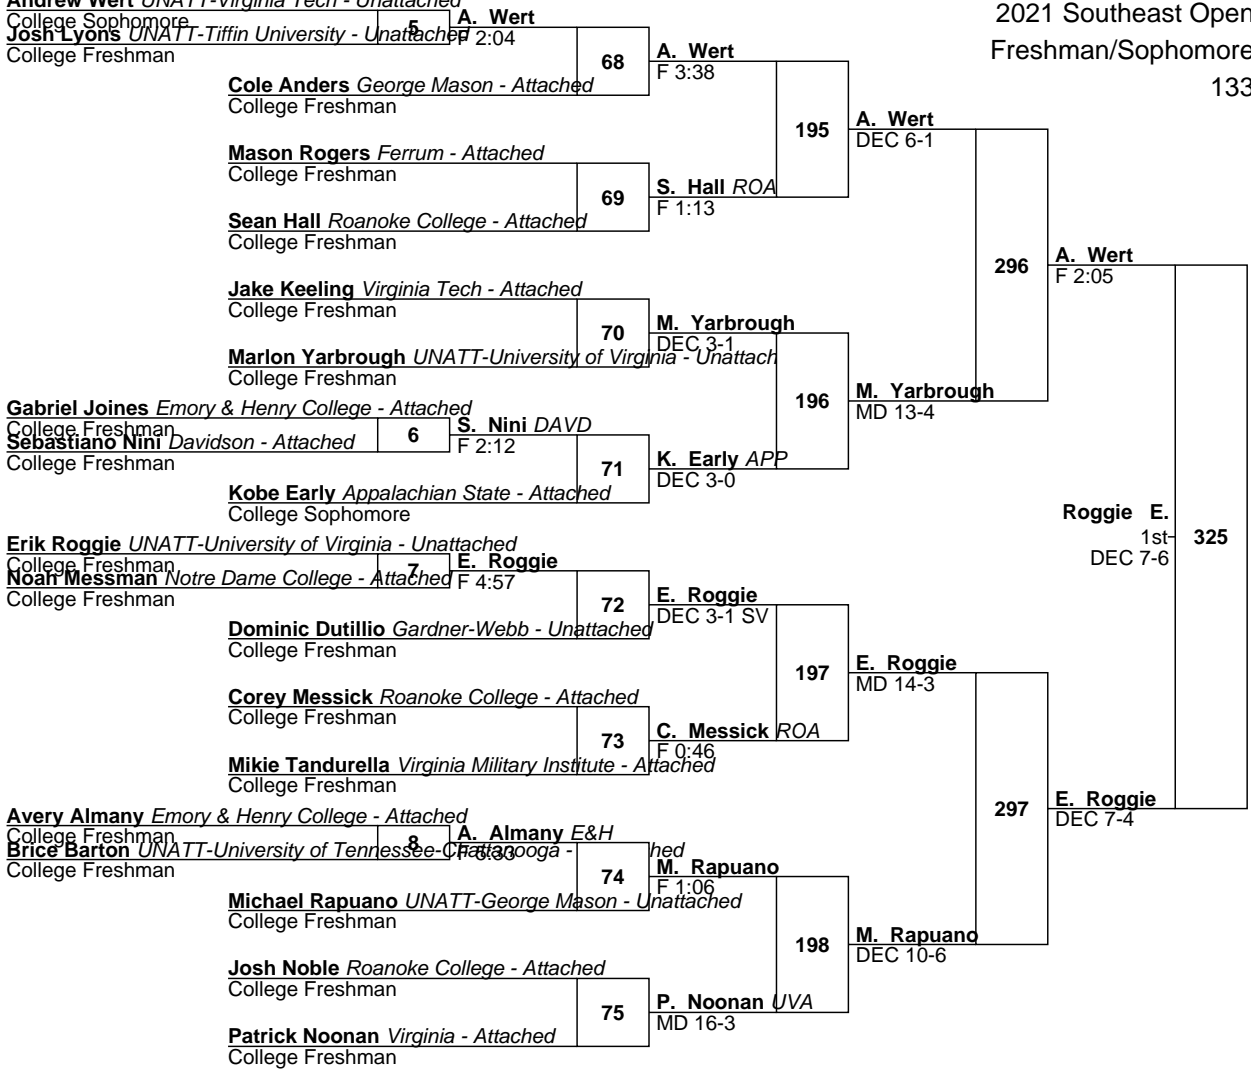 Andrew Wert UNATT-Virginia Tech - Unattached
College Sophomore
Josh Lyons UNATT-Tiffin University - Unattached
College Freshman
5
A. Wert
F 2:04
Cole Anders George Mason - Attached
College Freshman
68
A. Wert
F 3:38
2021 Southeast Open
Freshman/Sophomore
133
Mason Rogers Ferrum - Attached
College Freshman
Sean Hall Roanoke College - Attached
College Freshman
69
S. Hall ROA
F 1:13
195
A. Wert
DEC 6-1
Jake Keeling Virginia Tech - Attached
College Freshman
Marlon Yarbrough UNATT-University of Virginia - Unattach
College Freshman
70
M. Yarbrough
DEC 3-1
Gabriel Joines Emory & Henry College - Attached
College Freshman
Sebastiano Nini Davidson - Attached
College Freshman
6
S. Nini DAVD
F 2:12
Kobe Early Appalachian State - Attached
College Sophomore
71
K. Early APP
DEC 3-0
196
M. Yarbrough
MD 13-4
296
A. Wert
F 2:05
Erik Roggie UNATT-University of Virginia - Unattached
College Freshman
Noah Messman Notre Dame College - Attached
College Freshman
7
E. Roggie
F 4:57
Dominic Dutillio Gardner-Webb - Unattached
College Freshman
72
E. Roggie
DEC 3-1 SV
Corey Messick Roanoke College - Attached
College Freshman
Mikie Tandurella Virginia Military Institute - Attached
College Freshman
73
C. Messick ROA
F 0:46
197
E. Roggie
MD 14-3
Avery Almany Emory & Henry College - Attached
College Freshman
Brice Barton UNATT-University of Tennessee-Chattanooga - hed
College Freshman
8
A. Almany E&H
Michael Rapuano UNATT-George Mason - Unattached
College Freshman
74
M. Rapuano
F 1:06
Josh Noble Roanoke College - Attached
College Freshman
Patrick Noonan Virginia - Attached
College Freshman
75
P. Noonan UVA
MD 16-3
198
M. Rapuano
DEC 10-6
297
E. Roggie
DEC 7-4
Roggie E.
1st
DEC 7-6
325